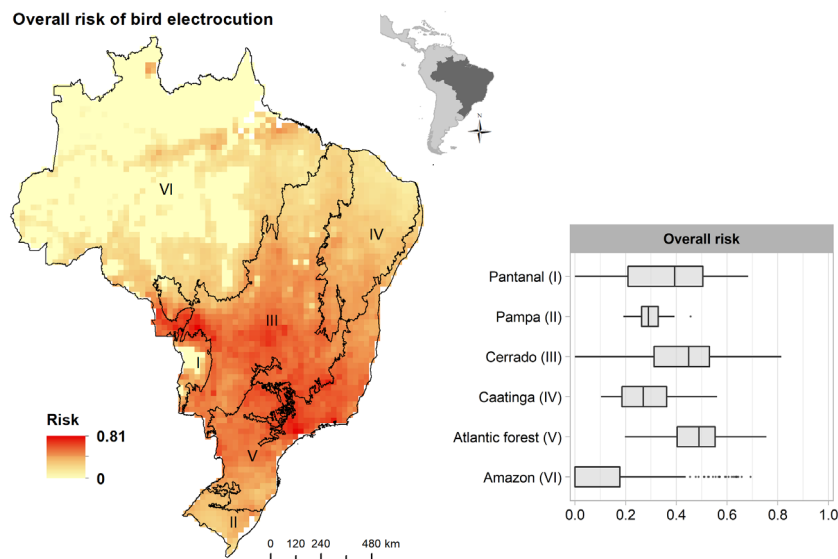 Overall risk of bird electrocution
N
VI
IV
III
I
V
II
Risk
0.81
0
0 120 240 480 km
Overall risk
Pantanal (I)
Pampa (II)
Cerrado (III)
Caatinga (IV)
Atlantic forest (V)
Amazon (VI)
0.0 0.2 0.4 0.6 0.8 1.0